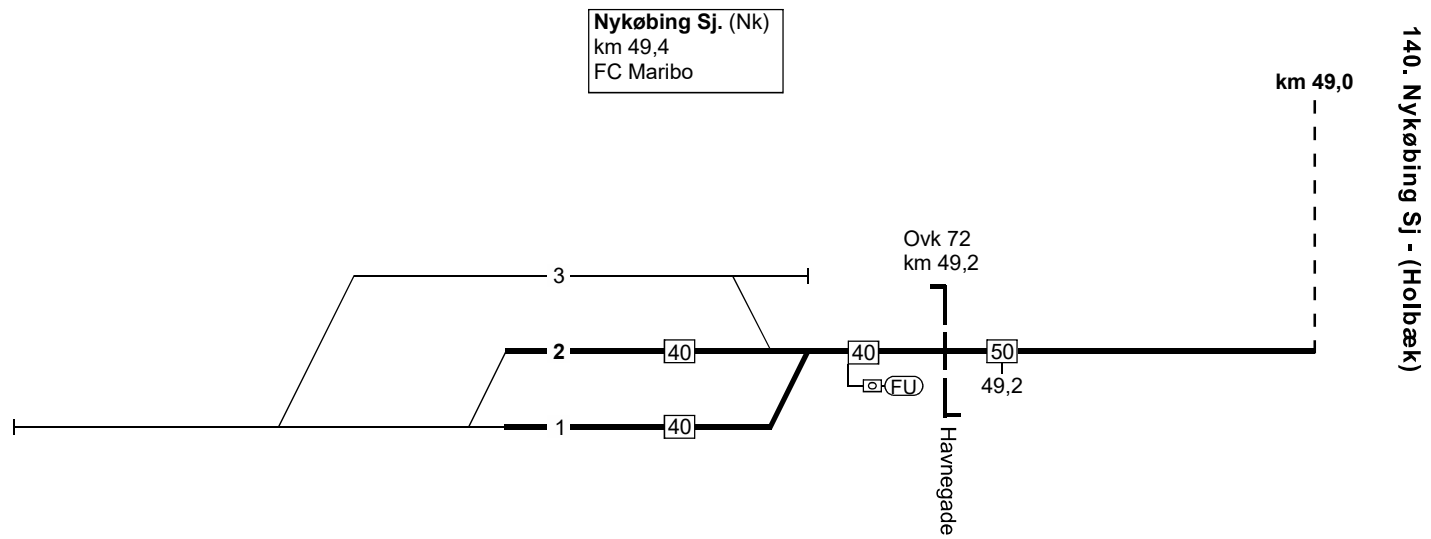 Nykøbing Sj. (Nk)
km 49,4
FC Maribo
km 49,0
140. Nykøbing Sj - (Holbæk)
Ovk 72
km 49,2
3
2
40
40
50
FU
49,2
1
40
Havnegade